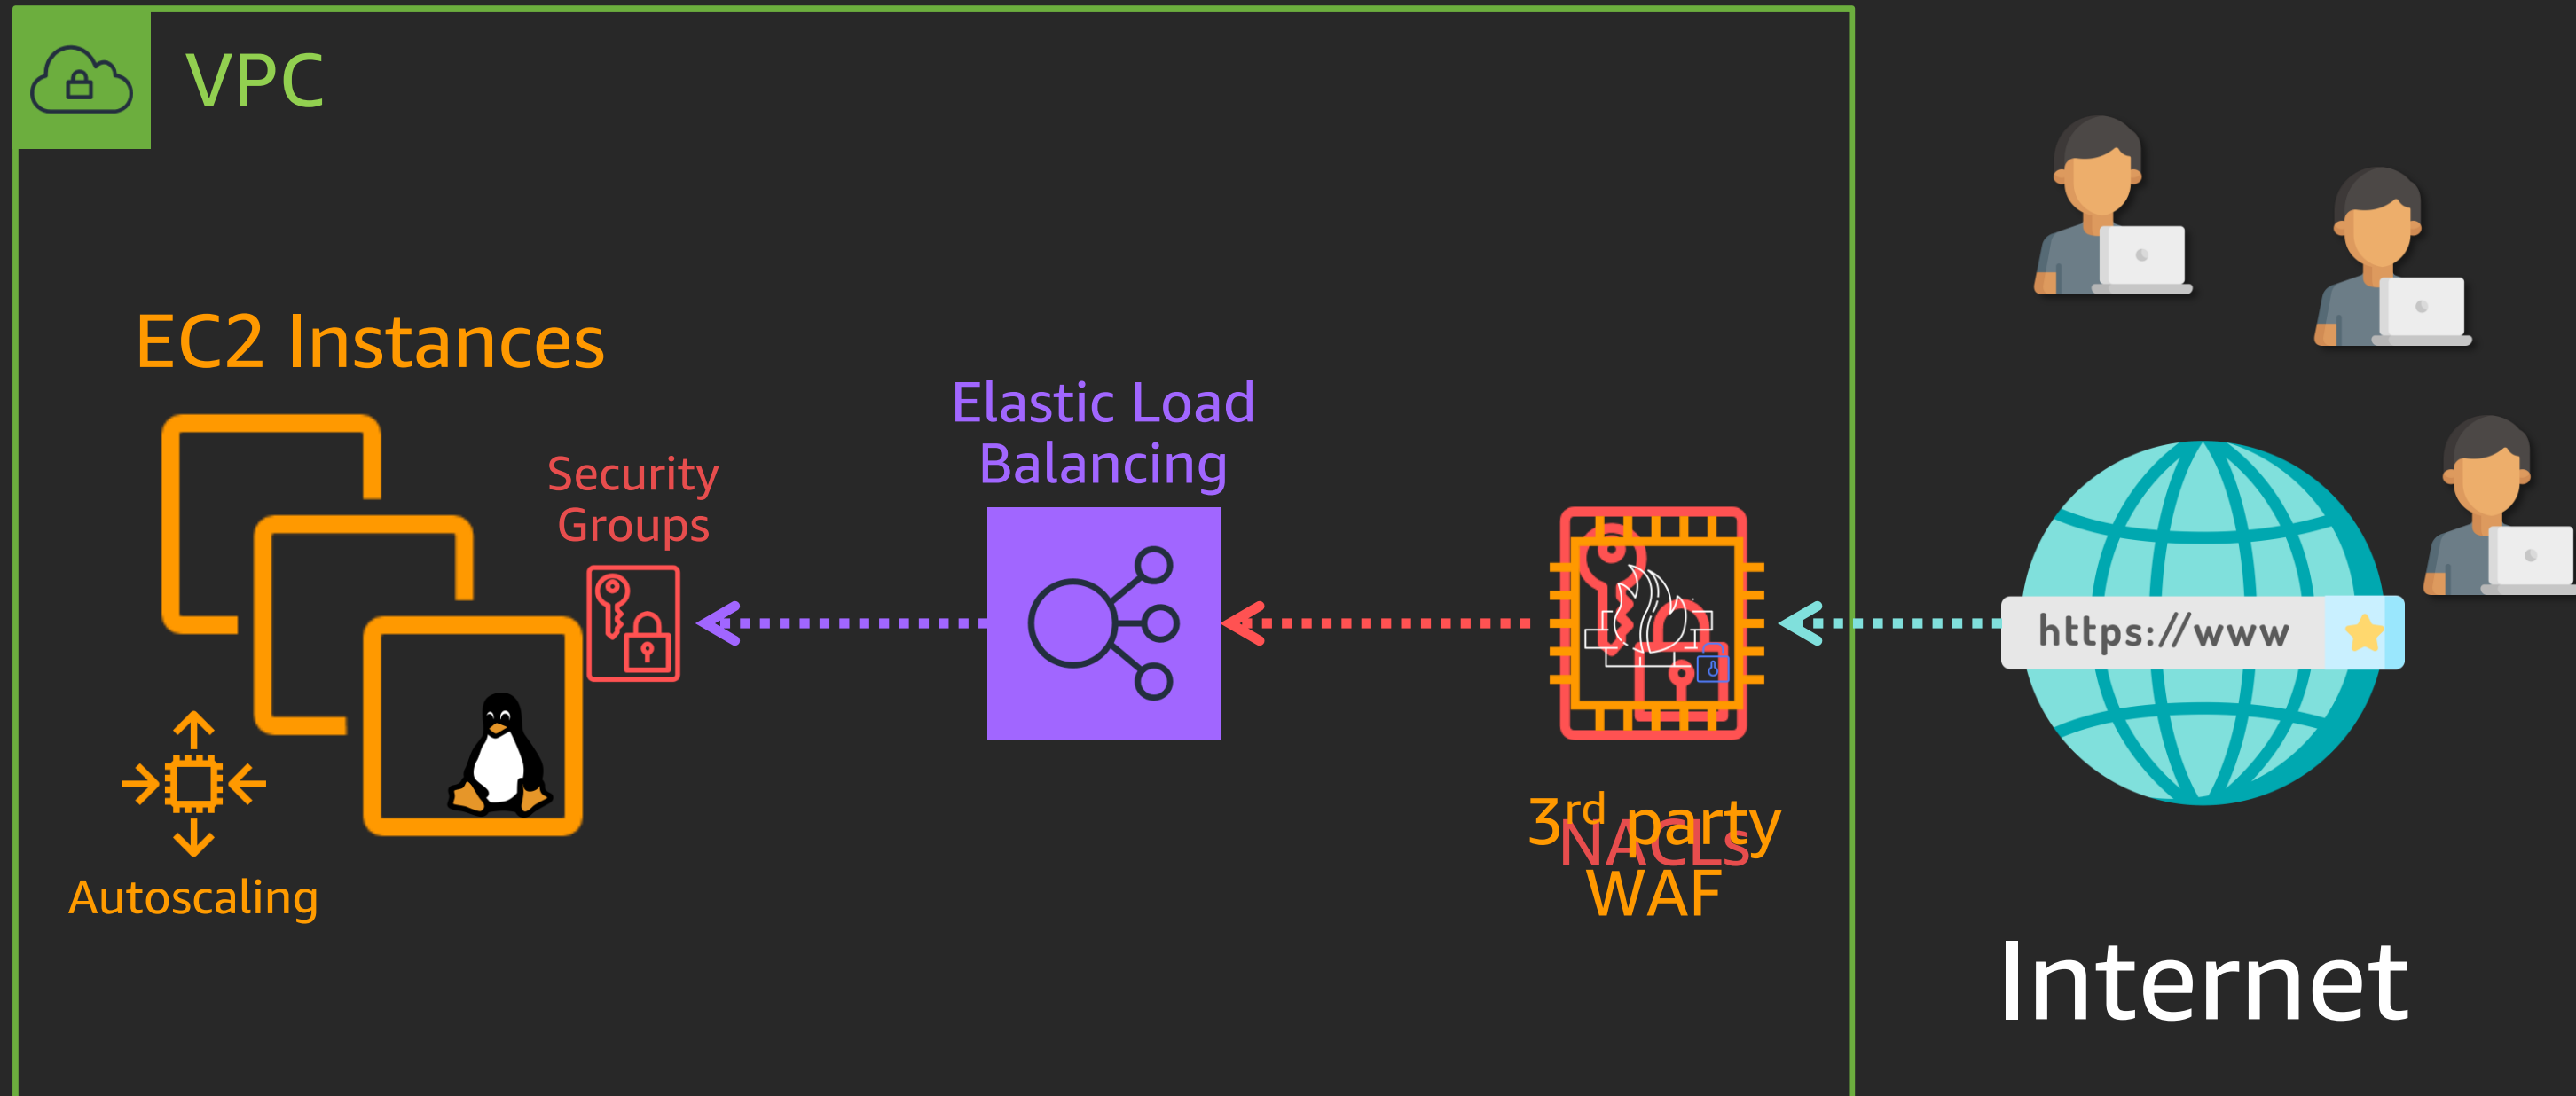 VPC
EC2 Instances
Security
Groups
Autoscaling
Elastic Load
Balancing
3rd party
NACLs
WAF
https://www
Internet